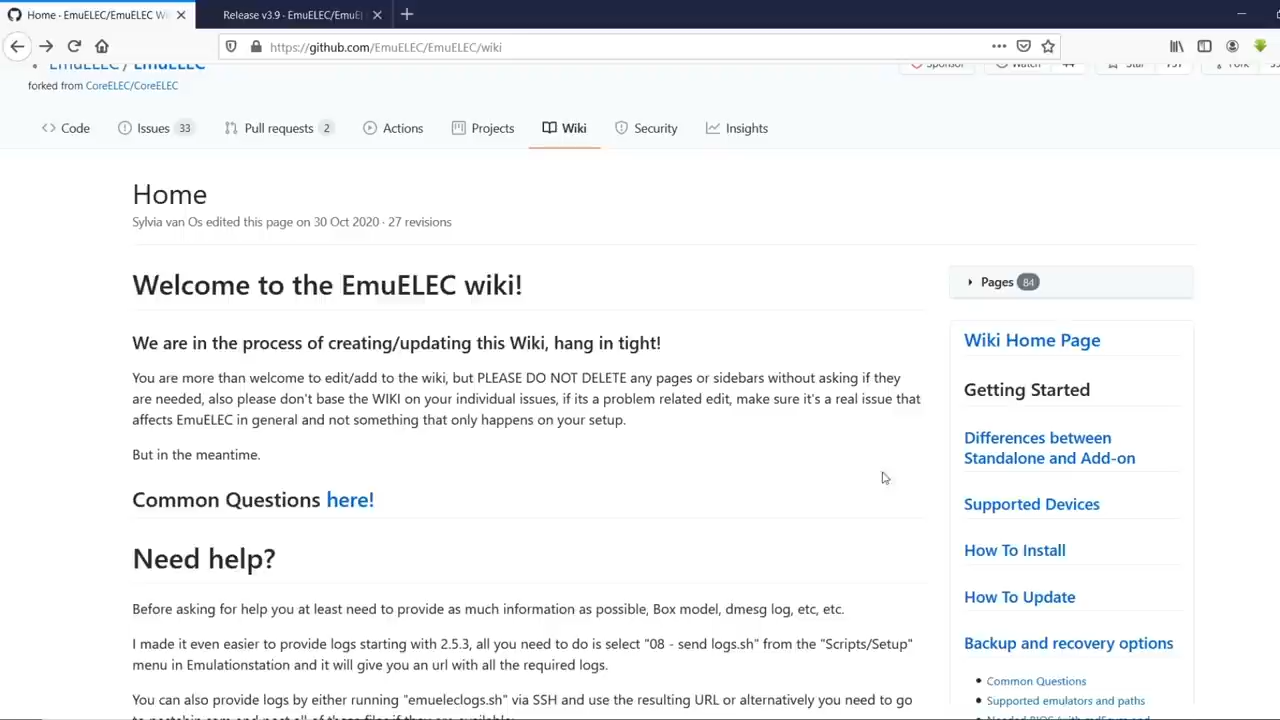 Home - EmuELEC/EmuELEC Wi
Release v3.9 - EmuELEC/EmuEL
https://github.com/EmuELEC/EmuELEC/wiki
EmuELEC / EmuELEC
Sponsor
Watch
Star
Fork
forked from CoreELEC/CoreELEC
Code
Issues 33
Pull requests 2
Actions
Projects
Wiki
Security
Insights
Home
Sylvia van Os edited this page on 30 Oct 2020 · 27 revisions
Welcome to the EmuELEC wiki!
We are in the process of creating/updating this Wiki, hang in tight!
You are more than welcome to edit/add to the wiki, but PLEASE DO NOT DELETE any pages or sidebars without asking if they
are needed, also please don't base the WIKI on your individual issues, if its a problem related edit, make sure it's a real issue that
affects EmuELEC in general and not something that only happens on your setup.
But in the meantime.
Common Questions here!
Need help?
Before asking for help you at least need to provide as much information as possible, Box model, dmesg log, etc, etc.
I made it even easier to provide logs starting with 2.5.3, all you need to do is select "08 - send logs.sh" from the "Scripts/Setup"
menu in Emulationstation and it will give you an url with all the required logs.
You can also provide logs by either running "emueleclogs.sh" via SSH and use the resulting URL or alternatively you need to go
Pages 84
Wiki Home Page
Getting Started
Differences between
Standalone and Add-on
Supported Devices
How To Install
How To Update
Backup and recovery options
Common Questions
Supported emulators and paths